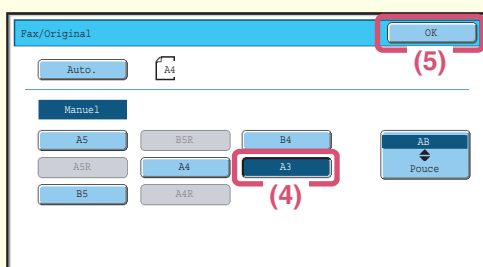 Fax/Original
OK
(5)
Auto.
A4
Manuel
A5
B5R
B4
AB
A5R
A4
A3
Pouce
B5
A4R
(4)